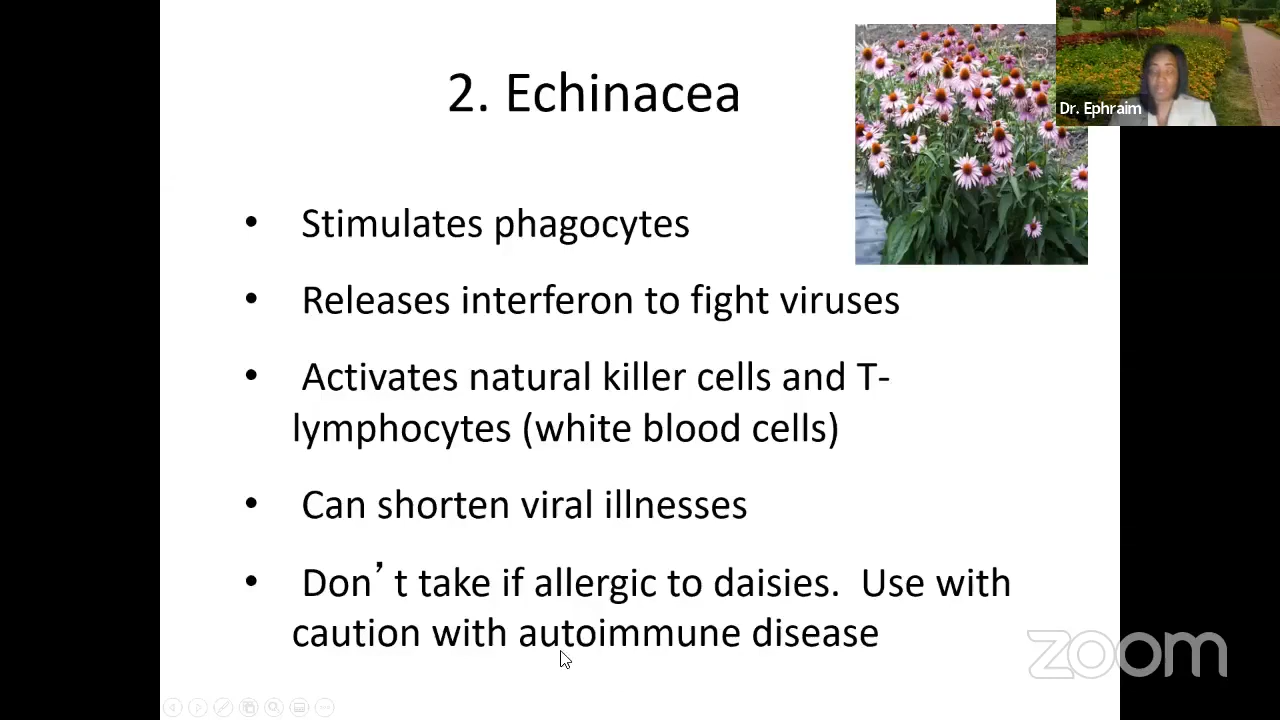 2. Echinacea
Dr. Ephraim
• Stimulates phagocytes
• Releases interferon to fight viruses
• Activates natural killer cells and T-
lymphocytes (white blood cells)
• Can shorten viral illnesses
• Don’t take if allergic to daisies.  Use with
caution with autoimmune disease
zoom